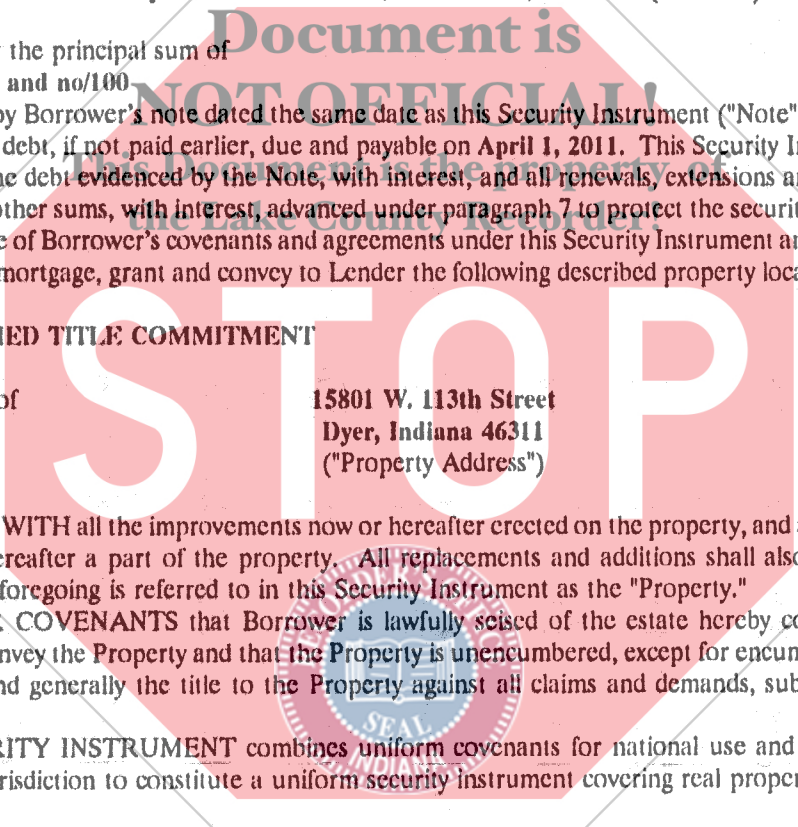 Document is
the principal sum of
and no/100
NOT OFFICIAL!
by Borrower's note dated the same date as this Security Instrument ("Note"
debt, if not paid earlier, due and payable on April 1, 2011. This Security I
This Document is the property of
debt evidenced by the Note, with interest, and all renewals, extensions a
other sums, with interest, advanced under paragraph 7 to protect the securit
the Lake County Recorder!
of Borrower's covenants and agreements under this Security Instrument a
mortgage, grant and convey to Lender the following described property loca
STOP
TITLE COMMITMENT
of
15801 W. 113th Street
Dyer, Indiana 46311
("Property Address")
WITH all the improvements now or hereafter erected on the property, and
ereafter a part of the property. All replacements and additions shall also
foregoing is referred to in this Security Instrument as the "Property."
COVENANTS that Borrower is lawfully seised of the estate hereby co
nvey the Property and that the Property is unencumbered, except for encum
nd generally the title to the Property against all claims and demands, sub
RITY INSTRUMENT combines uniform covenants for national use and
risdiction to constitute a uniform security instrument covering real proper
RECORDER'S OFFICE
SEAL
INDIANA